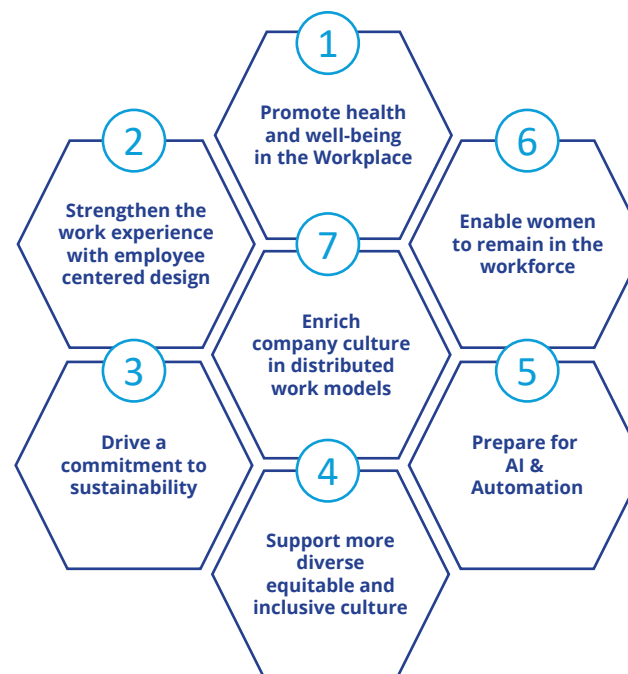 1
Promote health
and well-being
in the Workplace
2
Strengthen the
work experience
with employee
centered design
3
Drive a
commitment to
sustainability
4
Support more
diverse
equitable and
inclusive culture
5
Prepare for
AI &
Automation
6
Enable women
to remain in the
workforce
7
Enrich
company culture
in distributed
work models